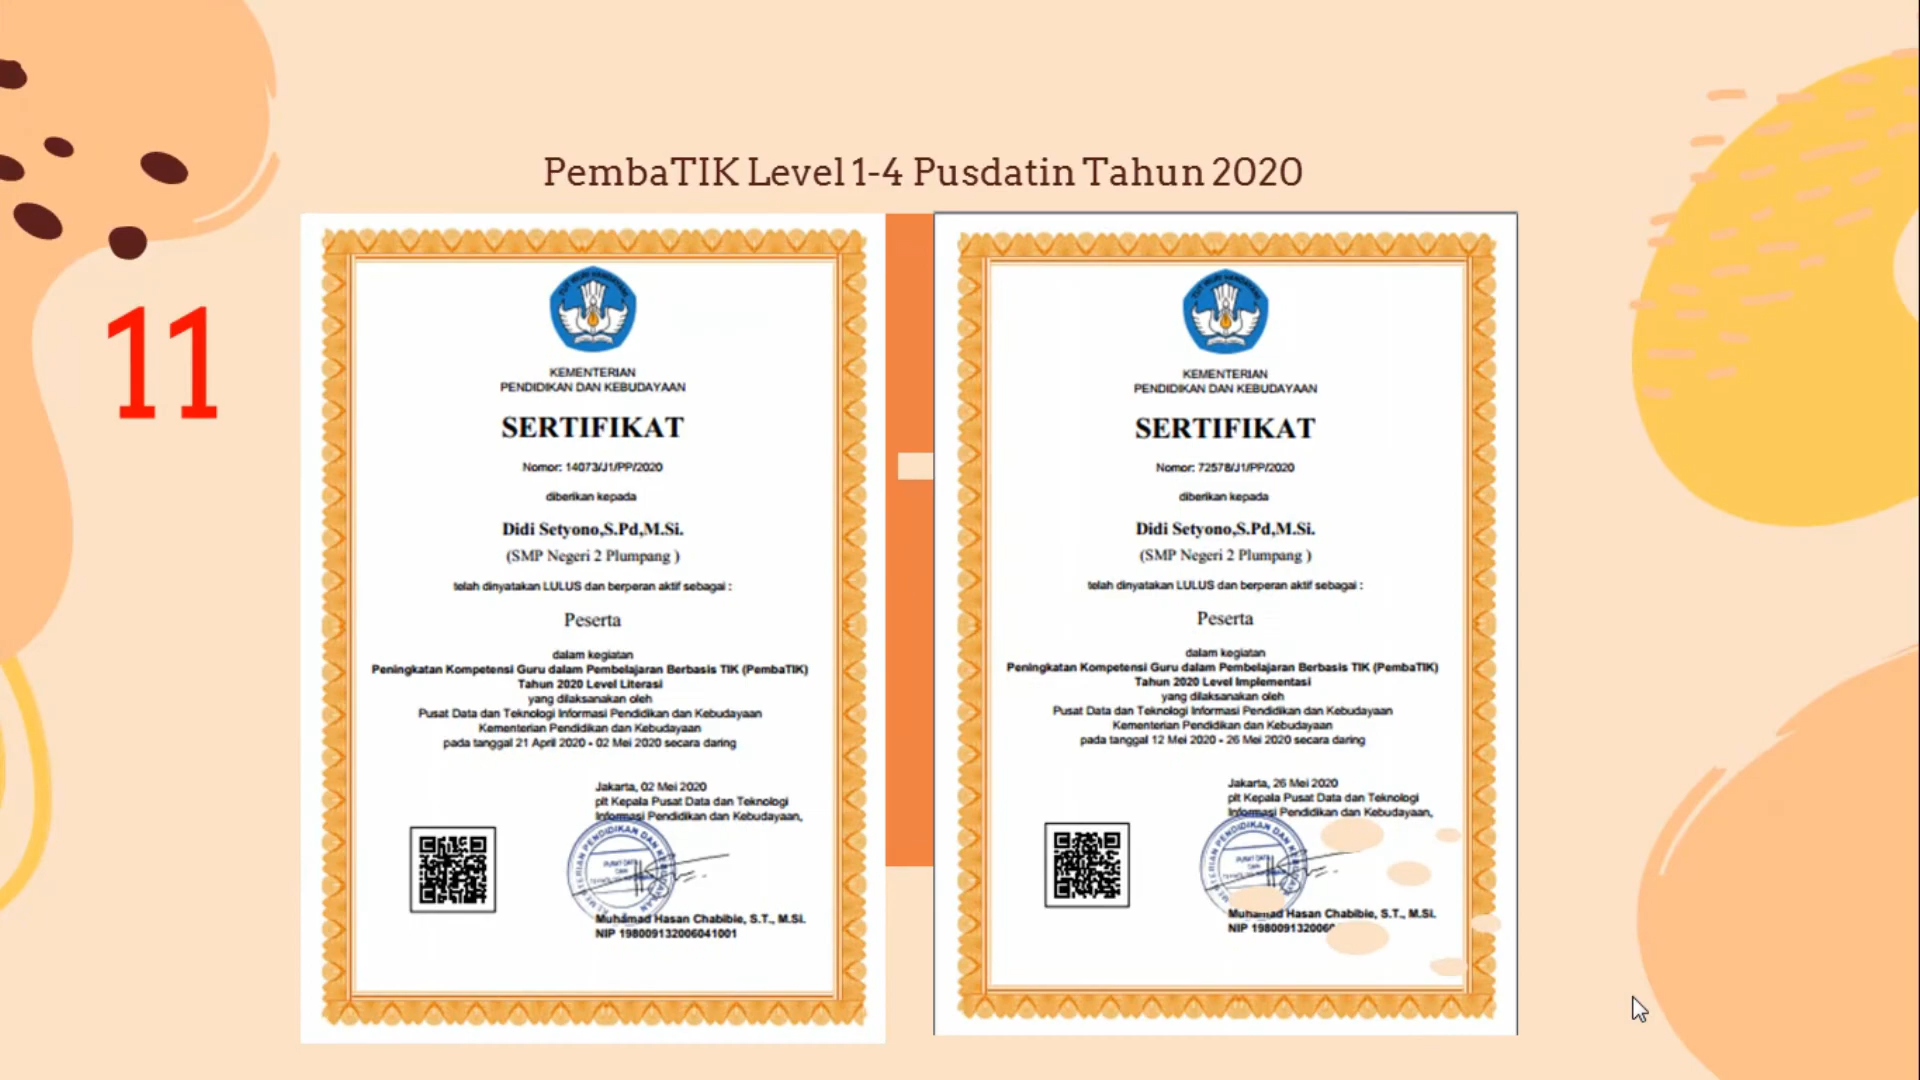 PembaTIK Level 1-4 Pusdatin Tahun 2020
11
TUT WURI HANDAYANI
KEMENTERIAN
PENDIDIKAN DAN KEBUDAYAAN
SERTIFIKAT
Nomor: 14073/J1/PP/2020
diberikan kepada
Didi Setyono,S.Pd,M.Si.
(SMP Negeri 2 Plumpang )
telah dinyatakan LULUS dan berperan aktif sebagai :
Peserta
dalam kegiatan
Peningkatan Kompetensi Guru dalam Pembelajaran Berbasis TIK (PembaTIK)
Tahun 2020 Level Literasi
yang dilaksanakan oleh
Pusat Data dan Teknologi Informasi Pendidikan dan Kebudayaan
Kementerian Pendidikan dan Kebudayaan
pada tanggal 21 April 2020 - 02 Mei 2020 secara daring
Jakarta, 02 Mei 2020
plt Kepala Pusat Data dan Teknologi
Informasi Pendidikan dan Kebudayaan,
Muhamad Hasan Chabibie, S.T., M.Si.
NIP 198009132006041001
TUT WURI HANDAYANI
KEMENTERIAN
PENDIDIKAN DAN KEBUDAYAAN
SERTIFIKAT
Nomor: 72578/J1/PP/2020
diberikan kepada
Didi Setyono,S.Pd,M.Si.
(SMP Negeri 2 Plumpang )
telah dinyatakan LULUS dan berperan aktif sebagai :
Peserta
dalam kegiatan
Peningkatan Kompetensi Guru dalam Pembelajaran Berbasis TIK (PembaTIK)
Tahun 2020 Level Implementasi
yang dilaksanakan oleh
Pusat Data dan Teknologi Informasi Pendidikan dan Kebudayaan
Kementerian Pendidikan dan Kebudayaan
pada tanggal 12 Mei 2020 - 26 Mei 2020 secara daring
Jakarta, 26 Mei 2020
plt Kepala Pusat Data dan Teknologi
Informasi Pendidikan dan Kebudayaan,
Muhamad Hasan Chabibie, S.T., M.Si.
NIP